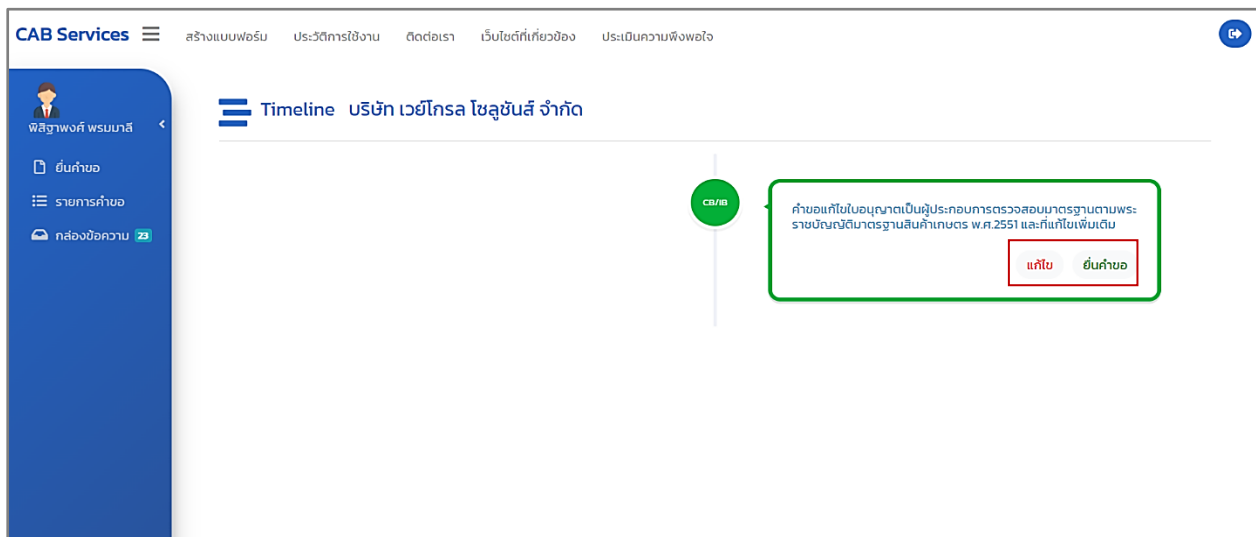 CAB Services สร้างแบบฟอร์ม ประวัติการใช้งาน ติดต่อเรา เว็บไซต์ที่เกี่ยวข้อง ประเมินความพึงพอใจ
พิสิฐาพงศ์ พรมมาลี
ยื่นคำขอ
รายการคำขอ
กล่องข้อความ 23
Timeline บริษัท เวย์โกรล โซลูชันส์ จำกัด
CB/IB
คำขอแก้ไขใบอนุญาตเป็นผู้ประกอบการตรวจสอบมาตรฐานตามพระ
ราชบัญญัติมาตรฐานสินค้าเกษตร พ.ศ.2551 และที่แก้ไขเพิ่มเติม
แก้ไข ยื่นคำขอ